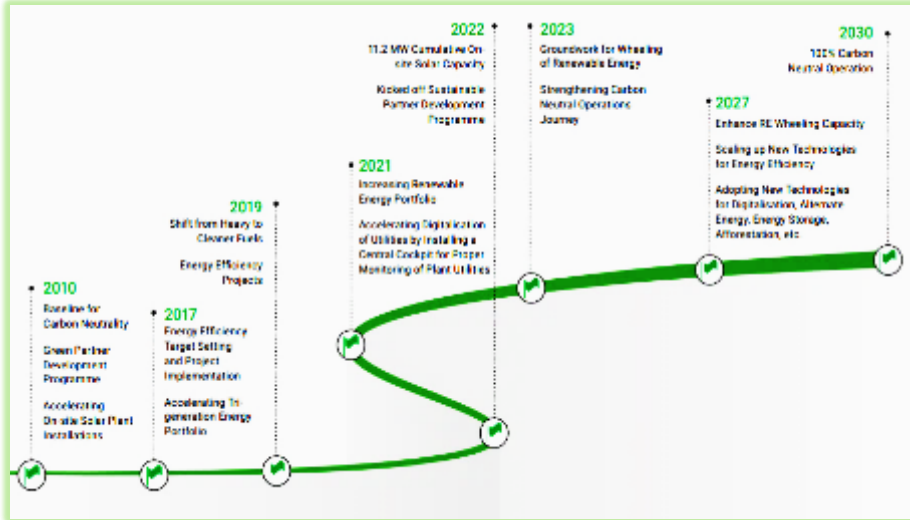 2010
Baseline for
Carbon Neutrality
Green Partner
Development
Programme
Accelerating
On-site Solar Plant
Installations
2017
Energy Efficiency
Target Setting
and Project
Implementation
Accelerating Tri-
generation Energy
Portfolio
2019
Shift from Heavy to
Cleaner Fuels
Energy Efficiency
Projects
2021
Increasing Renewable
Energy Portfolio
Accelerating Digitalisation
of Utilities by Installing a
Central Cockpit for Proper
Monitoring of Plant Utilities
2022
11.2 MW Cumulative On-
site Solar Capacity
Kicked off Sustainable
Partner Development
Programme
2023
Groundwork for Wheeling
of Renewable Energy
Strengthening Carbon
Neutral Operations
Journey
2027
Enhance RE Wheeling Capacity
Scaling up New Technologies
for Energy Efficiency
Adopting New Technologies
for Digitalisation, Alternate
Energy, Energy Storage,
Afforestation, etc
2030
100% Carbon
Neutral Operation